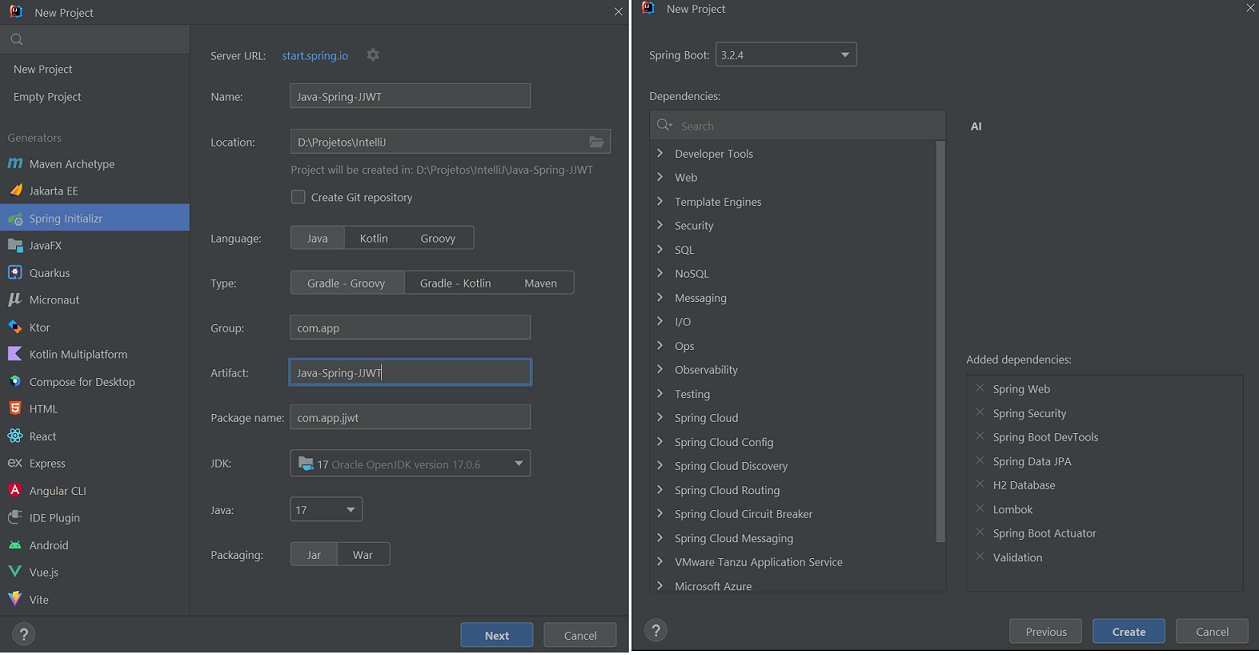 New Project
New Project
Empty Project
Generators
Maven Archetype
Jakarta EE
Spring Initializr
JavaFX
Quarkus
Micronaut
Ktor
Kotlin Multiplatform
Compose for Desktop
HTML
React
Express
Angular CLI
IDE Plugin
Android
Vue.js
Vite
Server URL: start.spring.io
Name: Java-Spring-JJWT
Location: D:\Projetos\IntelliJ
Project will be created in: D:\Projetos\IntelliJ\Java-Spring-JJWT
Create Git repository
Language: Java Kotlin Groovy
Type: Gradle - Groovy Gradle - Kotlin Maven
Group: com.app
Artifact: Java-Spring-JJWT
Package name: com.app.jjwt
JDK: 17 Oracle OpenJDK version 17.0.6
Java: 17
Packaging: Jar War
? Next Cancel
New Project
Spring Boot: 3.2.4
Dependencies:
Search
Developer Tools
Web
Template Engines
Security
SQL
NoSQL
Messaging
I/O
Ops
Observability
Testing
Spring Cloud
Spring Cloud Config
Spring Cloud Discovery
Spring Cloud Routing
Spring Cloud Circuit Breaker
Spring Cloud Messaging
VMware Tanzu Application Service
Microsoft Azure
AI
Added dependencies:
Spring Web
Spring Security
Spring Boot DevTools
Spring Data JPA
H2 Database
Lombok
Spring Boot Actuator
Validation
? Previous Create Cancel